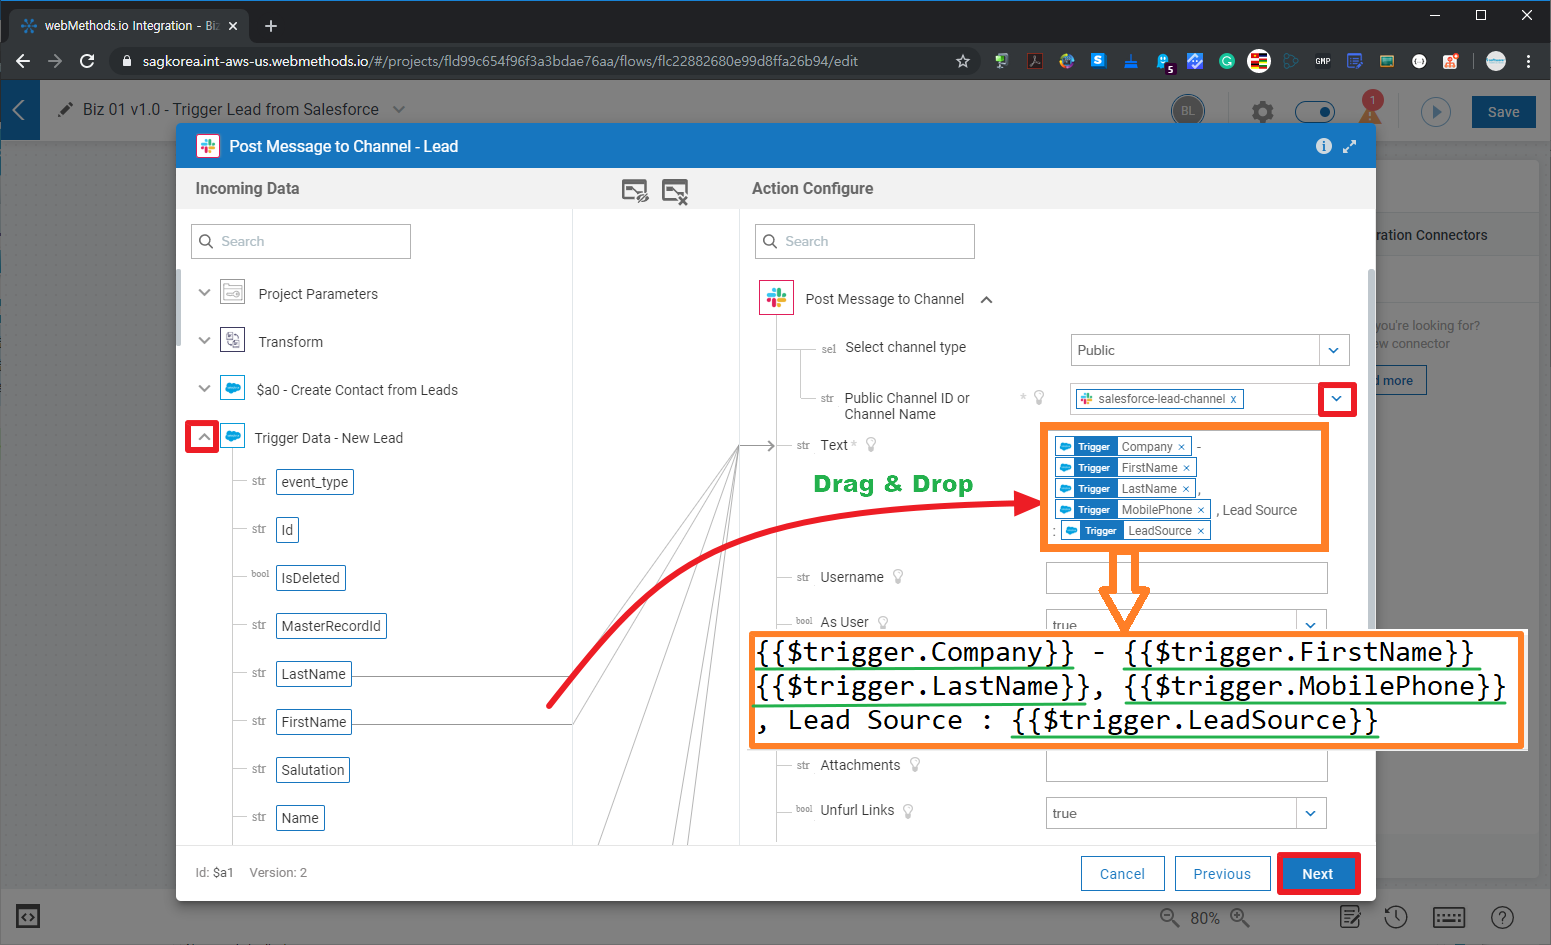 webMethods.io Integration - Biz
sagkorea.int-aws-us.webmethods.io/#/projects/fld99c654f96f3a3bdae76aa/flows/flc22882680e99d8ffa26b94/edit
5
GMP
Biz 01 v1.0 - Trigger Lead from Salesforce
BL
1
Save
Post Message to Channel - Lead
Incoming Data
Action Configure
Search
Search
ration Connectors
Project Parameters
Post Message to Channel
you're looking for?
ew connector
Transform
sel Select channel type
Public
d more
$a0 - Create Contact from Leads
str Public Channel ID or
Channel Name
*
salesforce-lead-channel x
Trigger Data - New Lead
str Text *
Trigger Company × -
Trigger FirstName ×
Trigger LastName × ,
Trigger MobilePhone × , Lead Source
: Trigger LeadSource ×
str event_type
Drag & Drop
str Id
bool IsDeleted
str Username
str MasterRecordId
bool As User
true
{{$trigger.Company}} - {{$trigger.FirstName}}
{{$trigger.LastName}}, {{$trigger.MobilePhone}}
, Lead Source : {{$trigger.LeadSource}}
str LastName
str FirstName
str Salutation
str Attachments
str Name
bool Unfurl Links
true
Id: $a1 Version: 2
Cancel
Previous
Next
80%